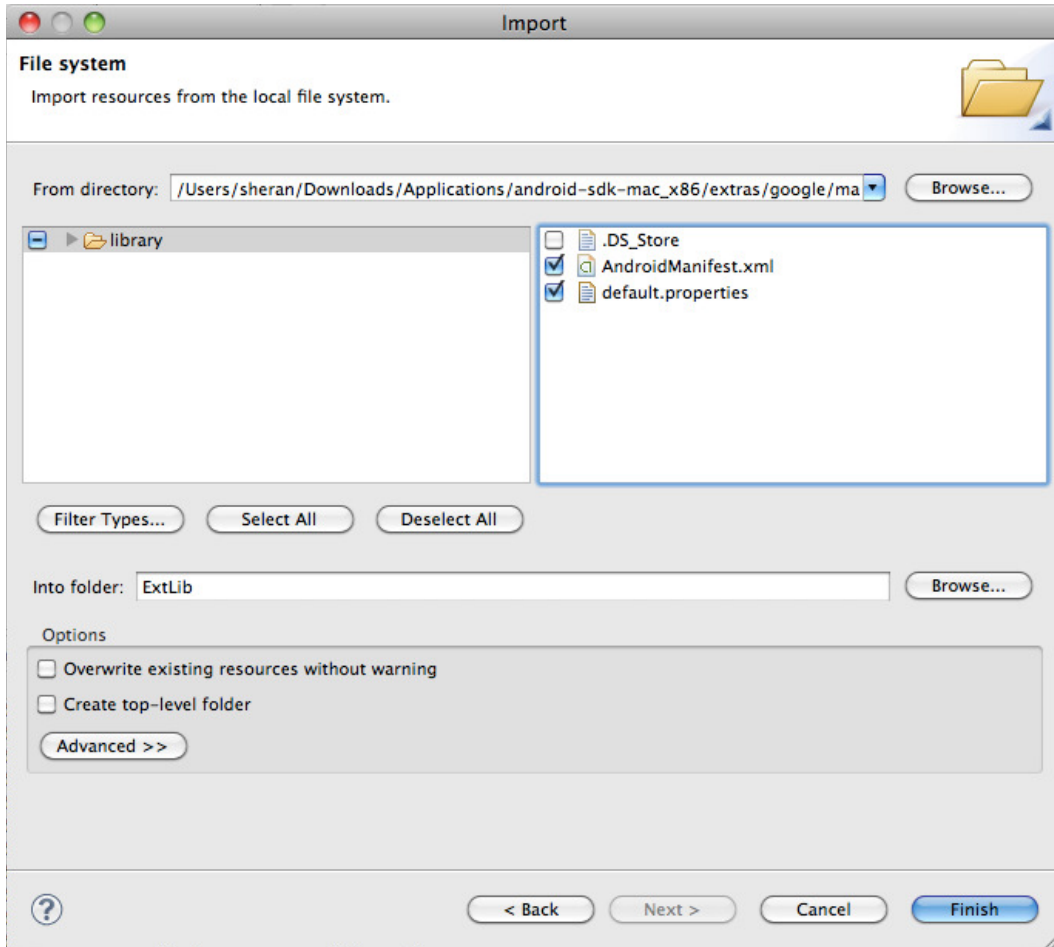 Import
File system
Import resources from the local file system.
From directory: /Users/sheran/Downloads/Applications/android-sdk-mac_x86/extras/google/ma Browse...
library
.DS_Store
AndroidManifest.xml
default.properties
Filter Types... Select All Deselect All
Into folder: ExtLib Browse...
Options
Overwrite existing resources without warning
Create top-level folder
Advanced >>
? < Back Next > Cancel Finish